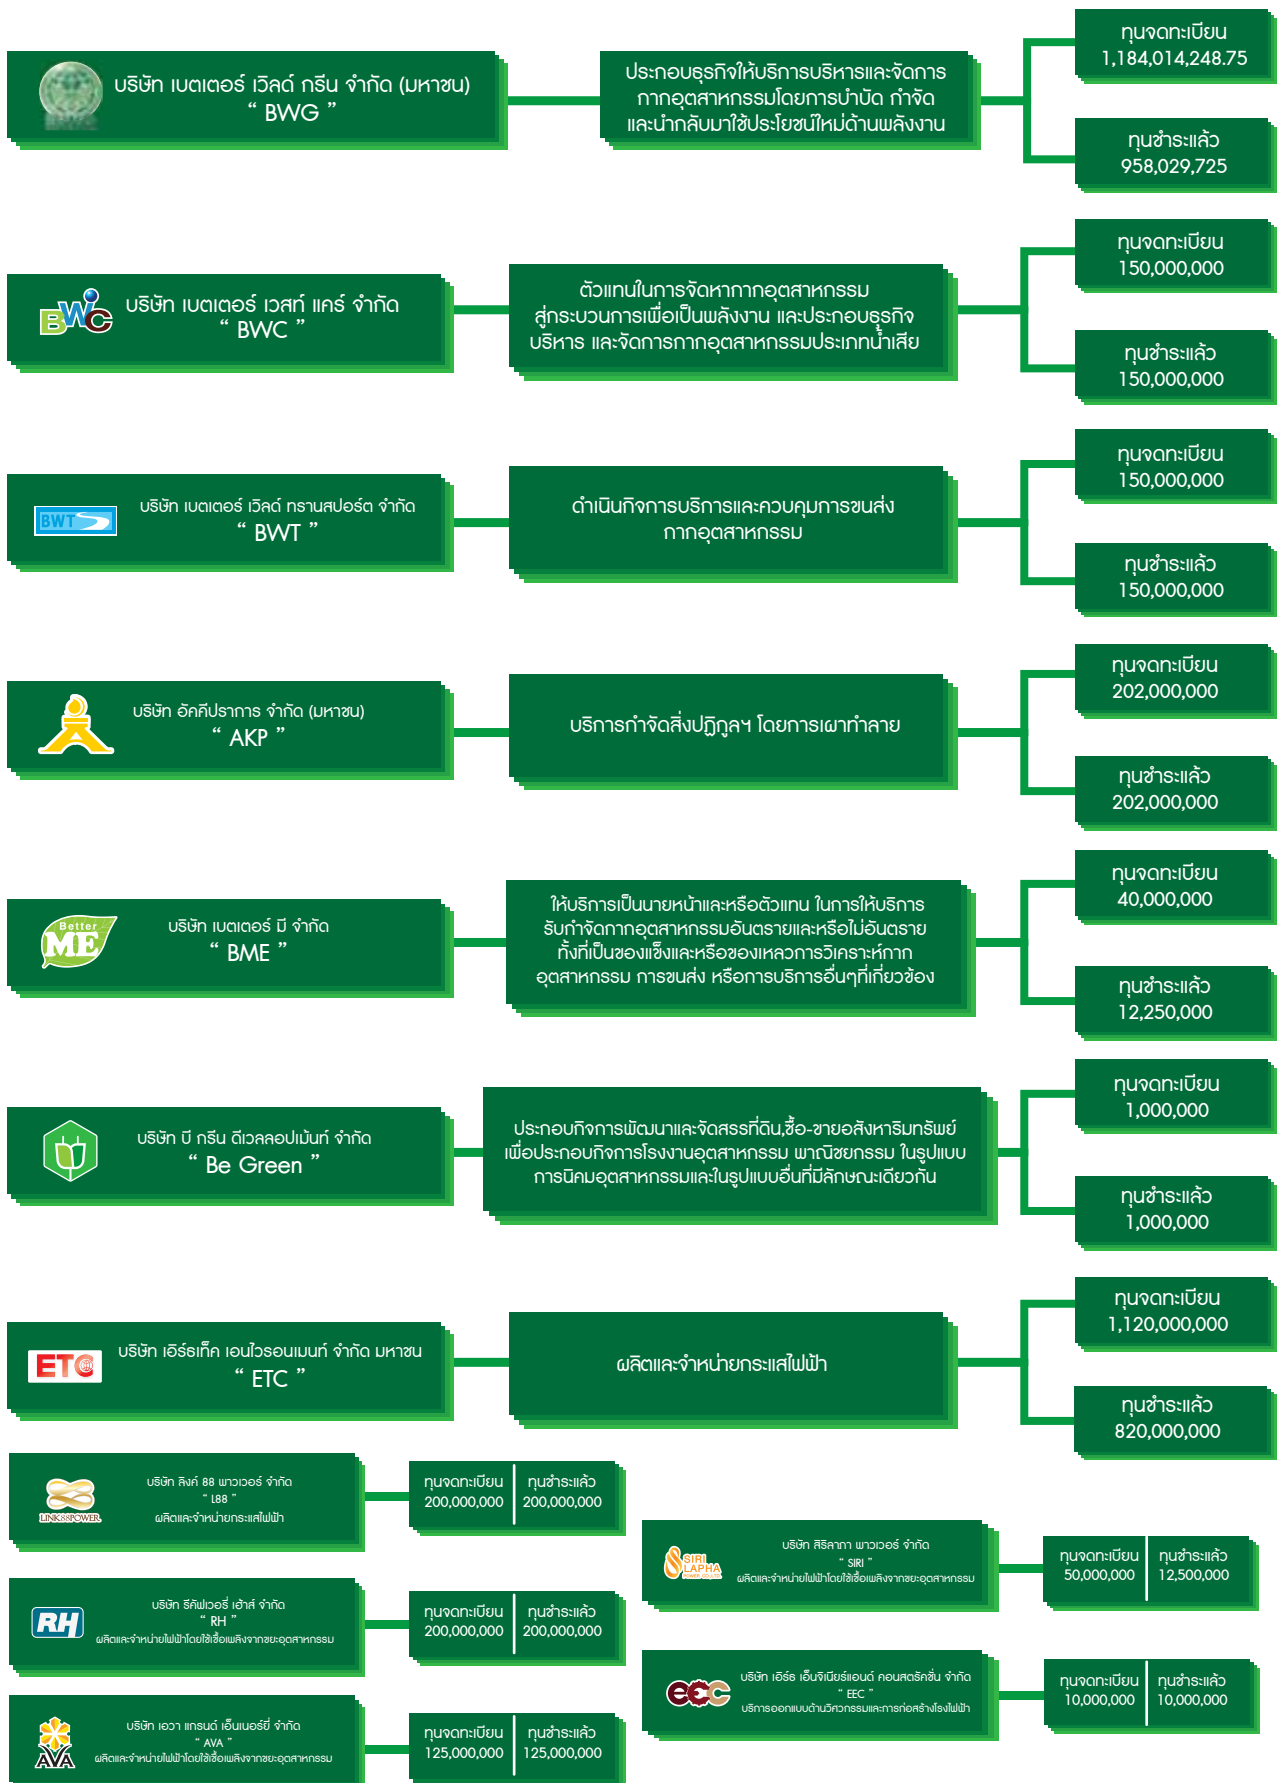 บริษัท เบตเตอร์ เวิลด์ กรีน จำกัด (มหาชน)
“ BWG ”
ประกอบธุรกิจให้บริการบริหารและจัดการ
กากอุตสาหกรรมโดยการบำบัด กำจัด
และนำกลับมาใช้ประโยชน์ใหม่ด้านพลังงาน
ทุนจดทะเบียน
1,184,014,248.75
ทุนชำระแล้ว
958,029,725
BWC
บริษัท เบตเตอร์ เวสท์ แคร์ จำกัด
“ BWC ”
ตัวแทนในการจัดหากากอุตสาหกรรม
สู่กระบวนการเพื่อเป็นพลังงาน และประกอบธุรกิจ
บริหาร และจัดการกากอุตสาหกรรมประเภทน้ำเสีย
ทุนจดทะเบียน
150,000,000
ทุนชำระแล้ว
150,000,000
BWT
บริษัท เบตเตอร์ เวิลด์ ทรานสปอร์ต จำกัด
“ BWT ”
ดำเนินกิจการบริการและควบคุมการขนส่ง
กากอุตสาหกรรม
ทุนจดทะเบียน
150,000,000
ทุนชำระแล้ว
150,000,000
บริษัท อัคคีปราการ จำกัด (มหาชน)
“ AKP ”
บริการกำจัดสิ่งปฏิกูลฯ โดยการเผาทำลาย
ทุนจดทะเบียน
202,000,000
ทุนชำระแล้ว
202,000,000
Better
ME
บริษัท เบตเตอร์ มี จำกัด
“ BME ”
ให้บริการเป็นนายหน้าและหรือตัวแทน ในการให้บริการ
รับกำจัดกากอุตสาหกรรมอันตรายและหรือไม่อันตราย
ทั้งที่เป็นของแข็งและหรือของเหลวการวิเคราะห์กาก
อุตสาหกรรม การขนส่ง หรือการบริการอื่นๆที่เกี่ยวข้อง
ทุนจดทะเบียน
40,000,000
ทุนชำระแล้ว
12,250,000
บริษัท บี กรีน ดีเวลลอปเม้นท์ จำกัด
“ Be Green ”
ประกอบกิจการพัฒนาและจัดสรรที่ดิน,ซื้อ-ขายอสังหาริมทรัพย์
เพื่อประกอบกิจการโรงงานอุตสาหกรรม พาณิชยกรรม ในรูปแบบ
การนิคมอุตสาหกรรมและในรูปแบบอื่นที่มีลักษณะเดียวกัน
ทุนจดทะเบียน
1,000,000
ทุนชำระแล้ว
1,000,000
ETC
บริษัท เอิร์ธเท็ค เอนไวรอนเมนท์ จำกัด มหาชน
“ ETC ”
ผลิตและจำหน่ายกระแสไฟฟ้า
ทุนจดทะเบียน
1,120,000,000
ทุนชำระแล้ว
820,000,000
LINK88POWER
บริษัท ลิงค์ 88 พาวเวอร์ จำกัด
“ L88 ”
ผลิตและจำหน่ายกระแสไฟฟ้า
ทุนจดทะเบียน ทุนชำระแล้ว
200,000,000 200,000,000
SIRI
LAPHA
POWER CO.,LTD
บริษัท สิริลาภา พาวเวอร์ จำกัด
“ SIRI ”
ผลิตและจำหน่ายไฟฟ้าโดยใช้เชื้อเพลิงจากขยะอุตสาหกรรม
ทุนจดทะเบียน ทุนชำระแล้ว
50,000,000 12,500,000
RH
บริษัท รีคัฟเวอรี่ เฮ้าส์ จำกัด
“ RH ”
ผลิตและจำหน่ายไฟฟ้าโดยใช้เชื้อเพลิงจากขยะอุตสาหกรรม
ทุนจดทะเบียน ทุนชำระแล้ว
200,000,000 200,000,000
EEC
บริษัท เอิร์ธ เอ็นจิเนียร์แอนด์ คอนสตรัคชั่น จำกัด
“ EEC ”
บริการออกแบบด้านวิศวกรรมและการก่อสร้างโรงไฟฟ้า
ทุนจดทะเบียน ทุนชำระแล้ว
10,000,000 10,000,000
AVA
บริษัท เอวา แกรนด์ เอ็นเนอร์ยี่ จำกัด
“ AVA ”
ผลิตและจำหน่ายไฟฟ้าโดยใช้เชื้อเพลิงจากขยะอุตสาหกรรม
ทุนจดทะเบียน ทุนชำระแล้ว
125,000,000 125,000,000